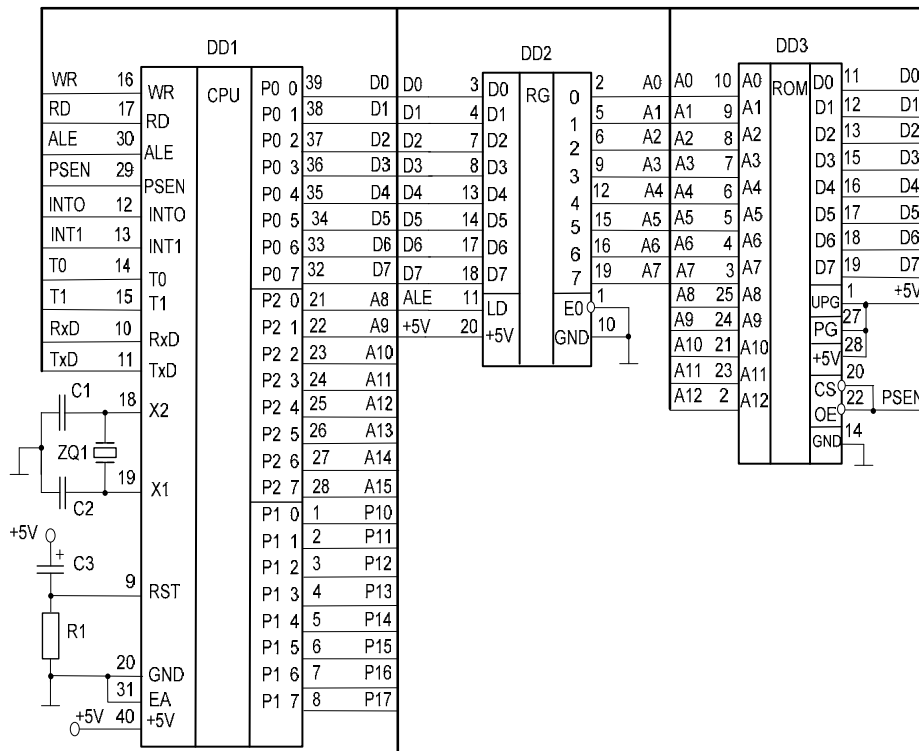 DD1
DD2
DD3
WR 16 WR CPU P0 0 39 D0 D0 3 D0 RG 0 2 A0 A0 10 A0 ROM D0 11 D0
RD 17 RD P0 1 38 D1 D1 4 D1 1 5 A1 A1 9 A1 D1 12 D1
ALE 30 ALE P0 2 37 D2 D2 7 D2 2 6 A2 A2 8 A2 D2 13 D2
PSEN 29 PSEN P0 3 36 D3 D3 8 D3 3 9 A3 A3 7 A3 D3 15 D3
INTO 12 INTO P0 4 35 D4 D4 13 D4 4 12 A4 A4 6 A4 D4 16 D4
INT1 13 INT1 P0 5 34 D5 D5 14 D5 5 15 A5 A5 5 A5 D5 17 D5
T0 14 T0 P0 6 33 D6 D6 17 D6 6 16 A6 A6 4 A6 D6 18 D6
T1 15 T1 P0 7 32 D7 D7 18 D7 7 19 A7 A7 3 A7 D7 19 D7
RxD 10 RxD P2 0 21 A8 ALE 11 LD E0 1 A8 25 A8 UPG 1 +5V
TxD 11 TxD P2 1 22 A9 +5V 20 +5V GND 10 A9 24 A9 PG 27
P2 2 23 A10 A10 21 A10 +5V 28
C1 P2 3 24 A11 A11 23 A11 CS 20
18 X2 P2 4 25 A12 A12 2 A12 OE 22 PSEN
P2 5 26 A13 GND 14
ZQ1 P2 6 27 A14
19 X1 P2 7 28 A15
C2 P1 0 1 P10
+5V P1 1 2 P11
C3 + P1 2 3 P12
9 RST P1 3 4 P13
R1 P1 4 5 P14
P1 5 6 P15
20 GND P1 6 7 P16
31 EA P1 7 8 P17
+5V 40 +5V